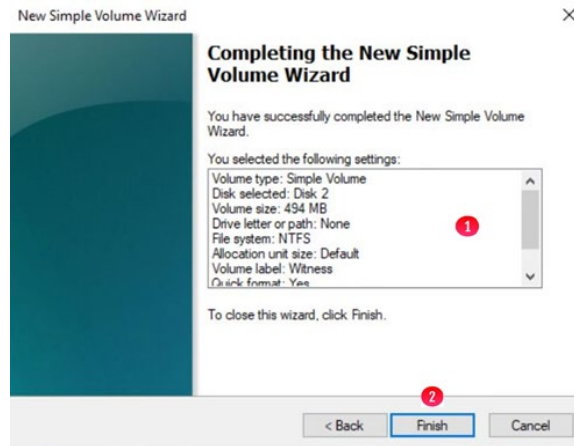 New Simple Volume Wizard
Completing the New Simple
Volume Wizard
You have successfully completed the New Simple Volume
Wizard.
You selected the following settings:
Volume type: Simple Volume
Disk selected: Disk 2
Volume size: 494 MB
Drive letter or path: None
File system: NTFS
Allocation unit size: Default
Volume label: Witness
Quick format: Yes
1
To close this wizard, click Finish.
2
< Back
Finish
Cancel